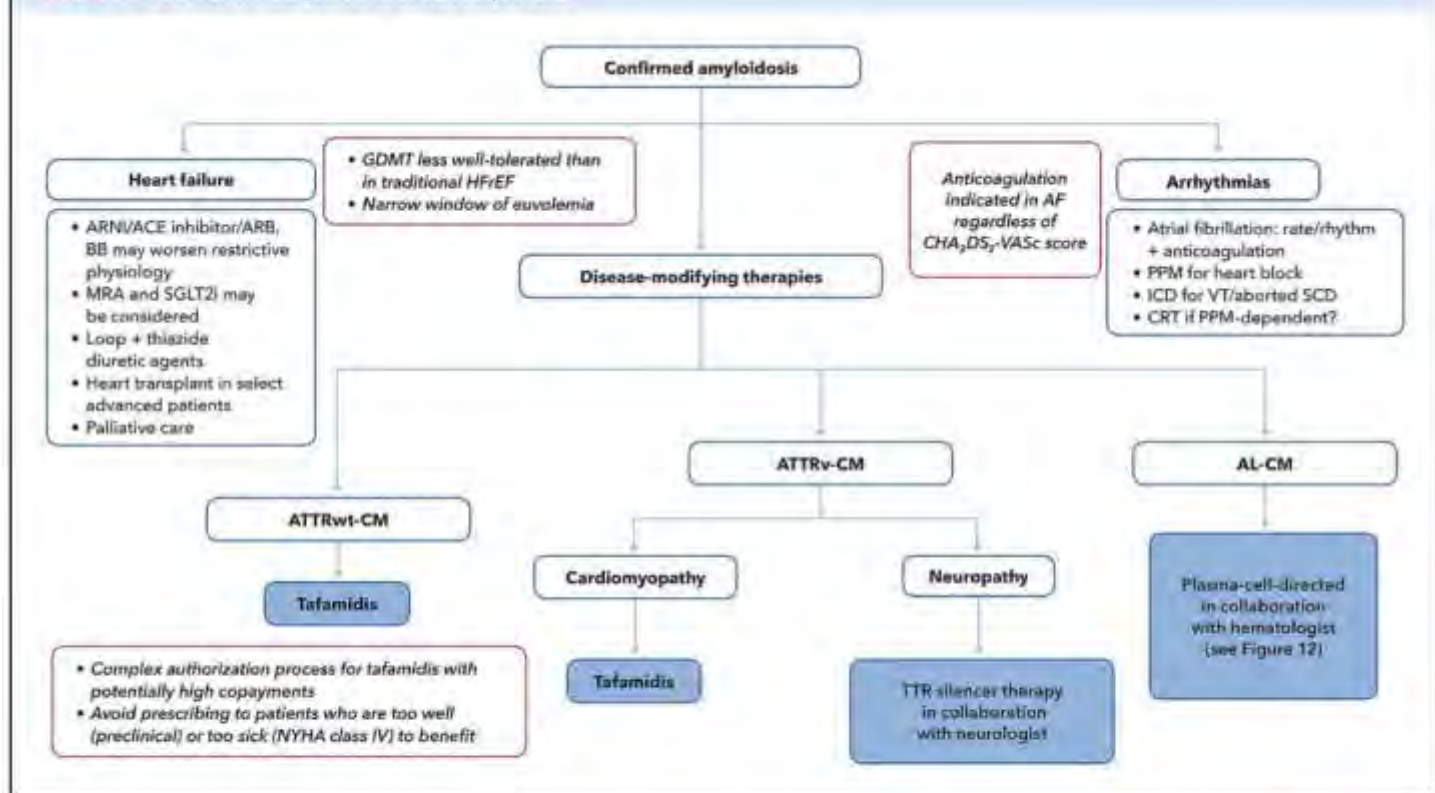 Confirmed amyloidosis
Heart failure
• ARNI/ACE inhibitor/ARB,
BB may worsen restrictive
physiology
• MRA and SGLT2i may
be considered
• Loop + thiazide
diuretic agents
• Heart transplant in select
advanced patients
• Palliative care
• GDMT less well-tolerated than
in traditional HFrEF
• Narrow window of euvolemia
Anticoagulation
indicated in AF
regardless of
CHA₂DS₂-VASc score
Arrhythmias
• Atrial fibrillation: rate/rhythm
+ anticoagulation
• PPM for heart block
• ICD for VT/aborted SCD
• CRT if PPM-dependent?
Disease-modifying therapies
ATTRwt-CM
Tafamidis
• Complex authorization process for tafamidis with
potentially high copayments
• Avoid prescribing to patients who are too well
(preclinical) or too sick (NYHA class IV) to benefit
ATTRv-CM
Cardiomyopathy
Tafamidis
Neuropathy
TTR silencer therapy
in collaboration
with neurologist
AL-CM
Plasma-cell-directed
in collaboration
with hematologist
(see Figure 12)